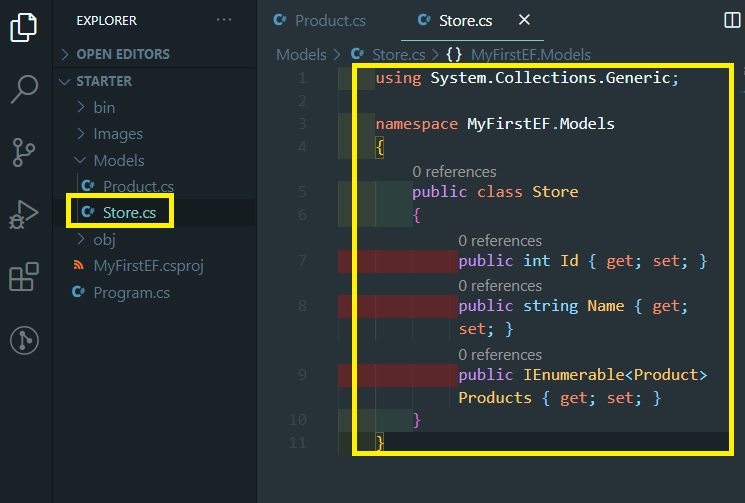 EXPLORER
...
OPEN EDITORS
STARTER
bin
Images
Models
C# Product.cs
C# Store.cs
obj
MyFirstEF.csproj
C# Program.cs
C# Product.cs
C# Store.cs ×
Models > C# Store.cs > {} MyFirstEF.Models
1 using System.Collections.Generic;
2
3 namespace MyFirstEF.Models
4 {
0 references
5 public class Store
6 {
0 references
7 public int Id { get; set; }
0 references
8 public string Name { get;
set; }
0 references
9 public IEnumerable<Product>
Products { get; set; }
10 }
11 }